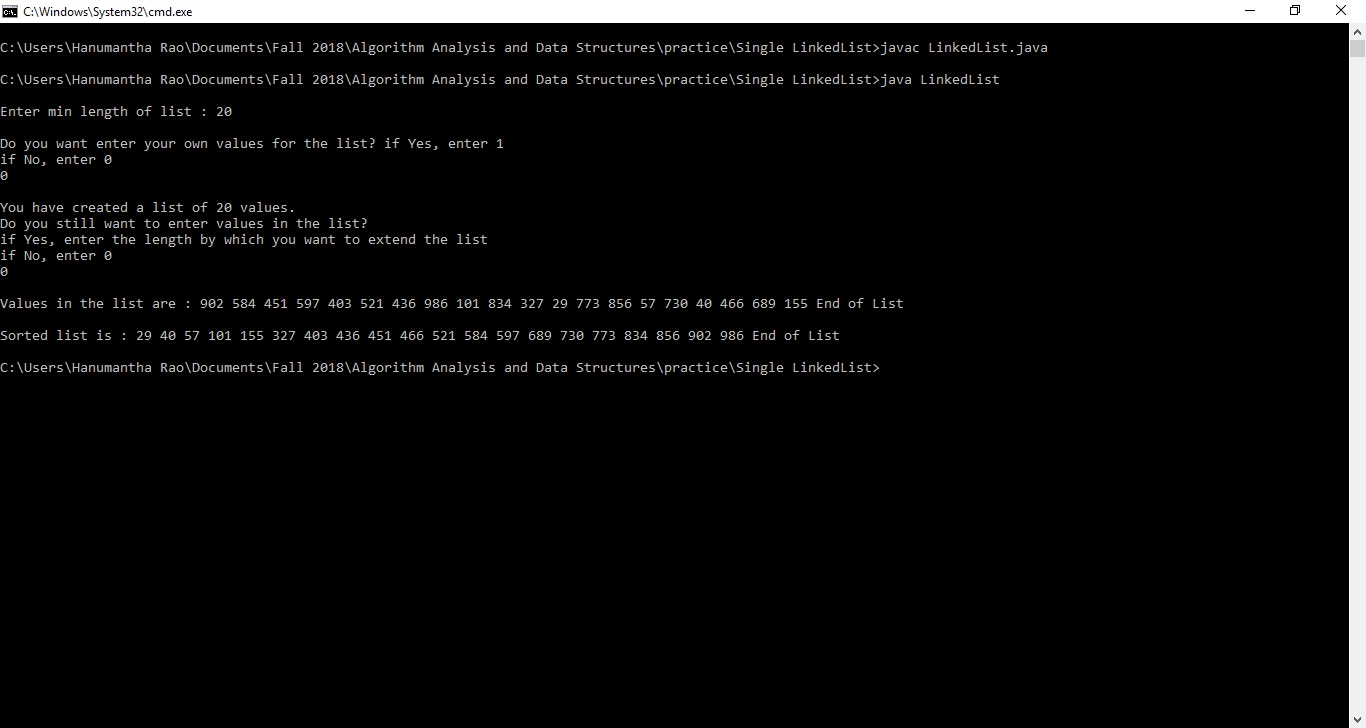 C:\Windows\System32\cmd.exe
C:\Users\Hanumantha Rao\Documents\Fall 2018\Algorithm Analysis and Data Structures\practice\Single LinkedList>javac LinkedList.java
C:\Users\Hanumantha Rao\Documents\Fall 2018\Algorithm Analysis and Data Structures\practice\Single LinkedList>java LinkedList
Enter min length of list : 20
Do you want enter your own values for the list? if Yes, enter 1
if No, enter 0
0
You have created a list of 20 values.
Do you still want to enter values in the list?
if Yes, enter the length by which you want to extend the list
if No, enter 0
0
Values in the list are : 902 584 451 597 403 521 436 986 101 834 327 29 773 856 57 730 40 466 689 155 End of List
Sorted list is : 29 40 57 101 155 327 403 436 451 466 521 584 597 689 730 773 834 856 902 986 End of List
C:\Users\Hanumantha Rao\Documents\Fall 2018\Algorithm Analysis and Data Structures\practice\Single LinkedList>